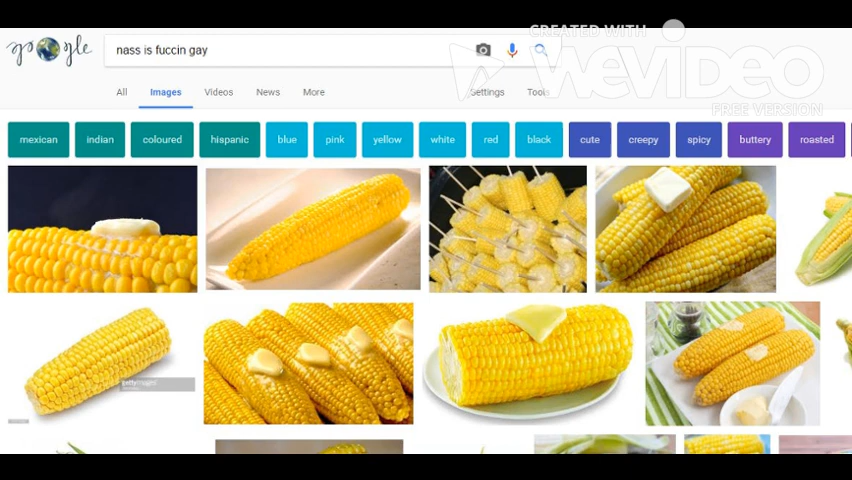 CREATED WITH
WeVideo
FREE VERSION
Google
nass is fuccin gay
All Images Videos News More Settings Tools
mexican indian coloured hispanic blue pink yellow white red black cute creepy spicy buttery roasted
gettyimages